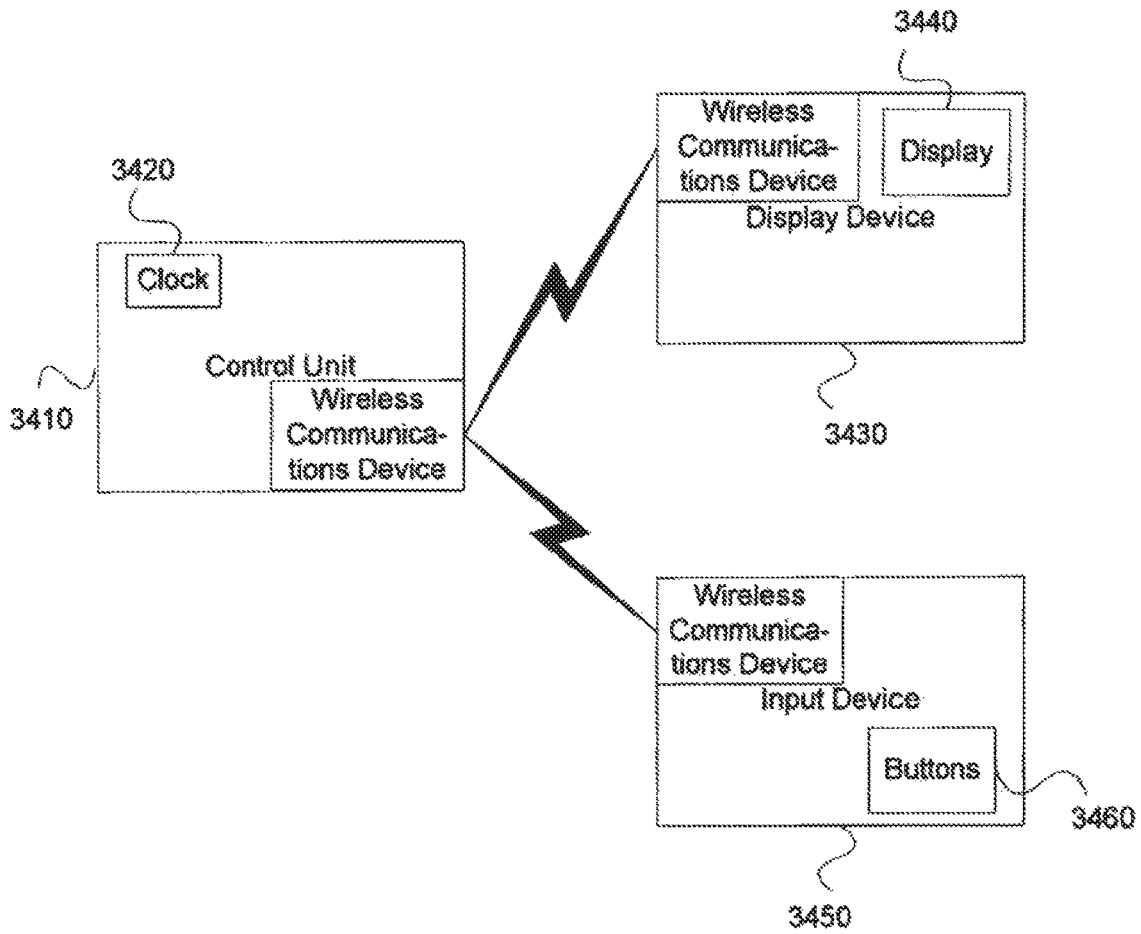 3440
Wireless
Communica-
tions Device
Display
Display Device
3430
3420
Clock
Control Unit
3410
Wireless
Communica-
tions Device
Wireless
Communica-
tions Device
Input Device
Buttons
3460
3450